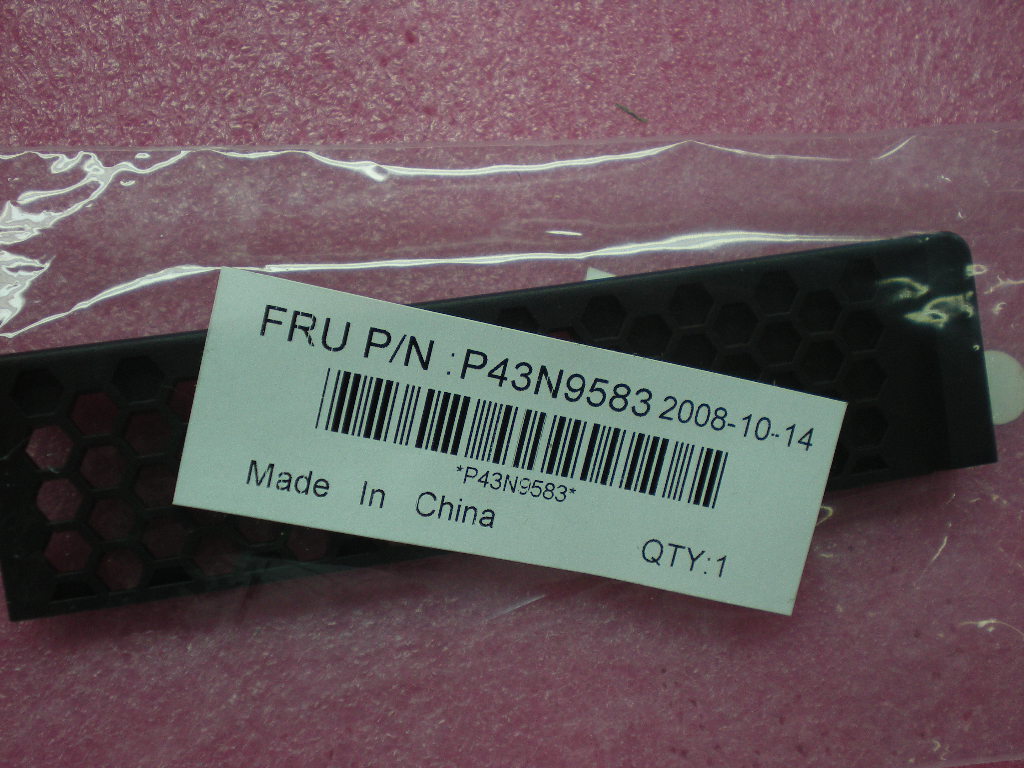 FRU P/N :P43N9583 2008-10-14
*P43N9583*
Made In China
QTY:1